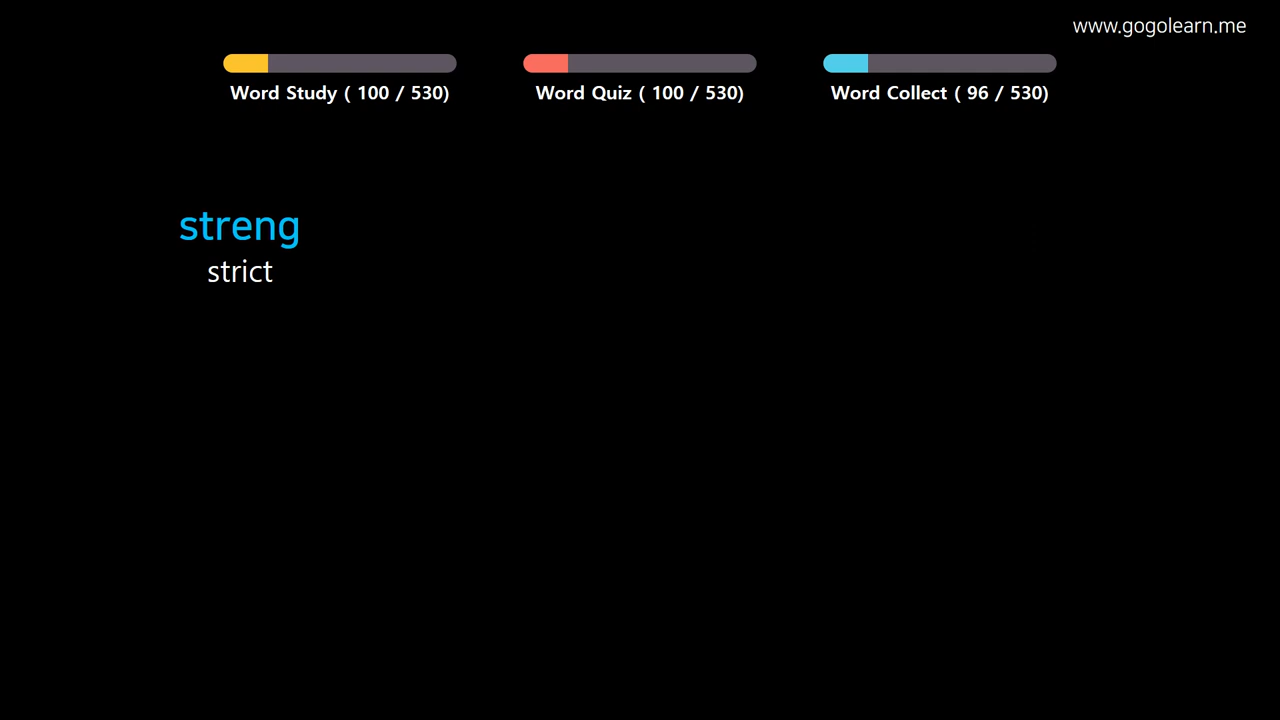 www.gogolearn.me
Word Study ( 100 / 530)
Word Quiz ( 100 / 530)
Word Collect ( 96 / 530)
streng
strict